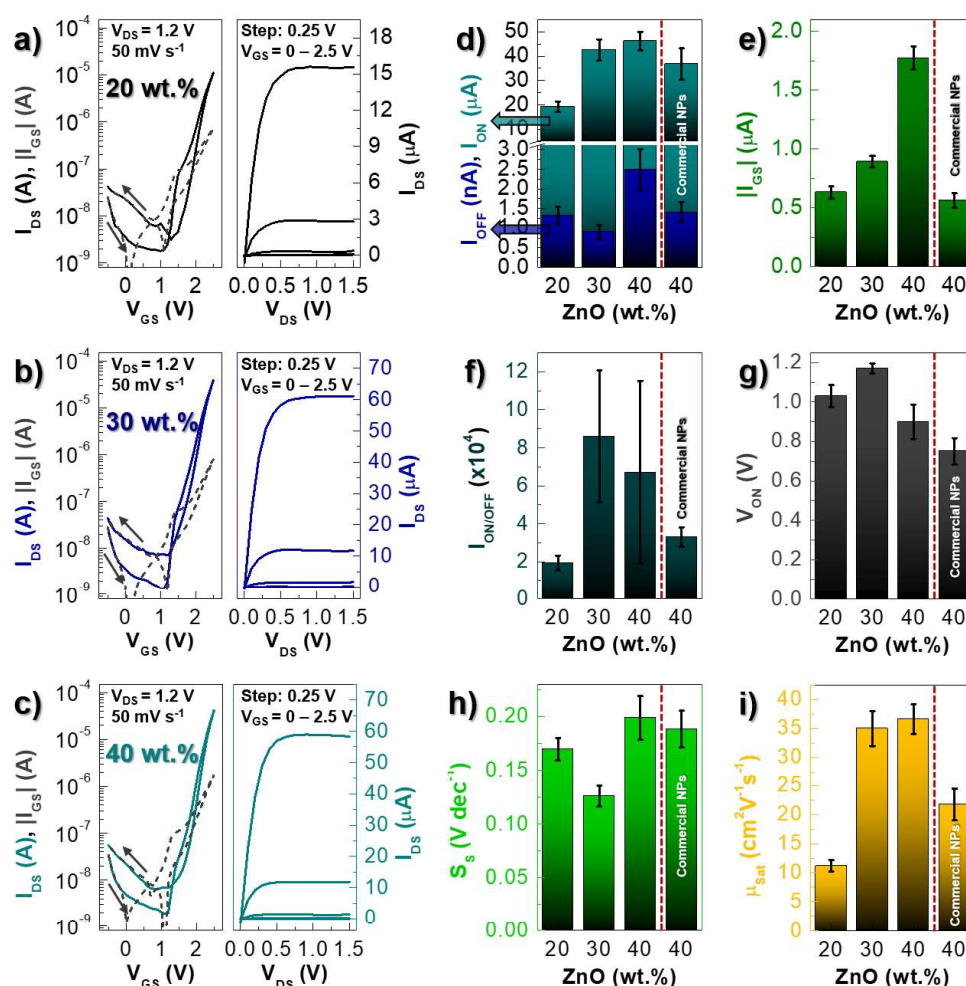 a)
V_DS = 1.2 V
50 mV s⁻¹
20 wt.%
10⁻⁴
10⁻⁵
10⁻⁶
10⁻⁷
10⁻⁸
10⁻⁹
I_DS (A), |I_GS| (A)
0 1 2
V_GS (V)
Step: 0.25 V
V_GS = 0 – 2.5 V
18
15
12
9
6
3
0
I_DS (µA)
0.0 0.5 1.0 1.5
V_DS (V)
d)
50
40
30
20
10
3.0
2.5
2.0
1.5
1.0
0.5
0.0
I_OFF (nA), I_ON (µA)
Commercial NPs
20 30 40 40
ZnO (wt.%)
e)
2.0
1.5
1.0
0.5
0.0
|I_GS| (µA)
Commercial NPs
20 30 40 40
ZnO (wt.%)
b)
V_DS = 1.2 V
50 mV s⁻¹
30 wt.%
10⁻⁴
10⁻⁵
10⁻⁶
10⁻⁷
10⁻⁸
10⁻⁹
I_DS (A), |I_GS| (A)
0 1 2
V_GS (V)
Step: 0.25 V
V_GS = 0 – 2.5 V
70
60
50
40
30
20
10
0
I_DS (µA)
0.0 0.5 1.0 1.5
V_DS (V)
f)
12
10
8
6
4
2
0
I_ON/OFF (x10⁴)
Commercial NPs
20 30 40 40
ZnO (wt.%)
g)
1.2
1.0
0.8
0.6
0.4
0.2
0.0
V_ON (V)
Commercial NPs
20 30 40 40
ZnO (wt.%)
c)
V_DS = 1.2 V
50 mV s⁻¹
40 wt.%
10⁻⁴
10⁻⁵
10⁻⁶
10⁻⁷
10⁻⁸
10⁻⁹
I_DS (A), |I_GS| (A)
0 1 2
V_GS (V)
Step: 0.25 V
V_GS = 0 – 2.5 V
70
60
50
40
30
20
10
0
I_DS (µA)
0.0 0.5 1.0 1.5
V_DS (V)
h)
0.20
0.15
0.10
0.05
0.00
S_S (V dec⁻¹)
Commercial NPs
20 30 40 40
ZnO (wt.%)
i)
40
35
30
25
20
15
10
5
0
µ_Sat (cm²V⁻¹s⁻¹)
Commercial NPs
20 30 40 40
ZnO (wt.%)